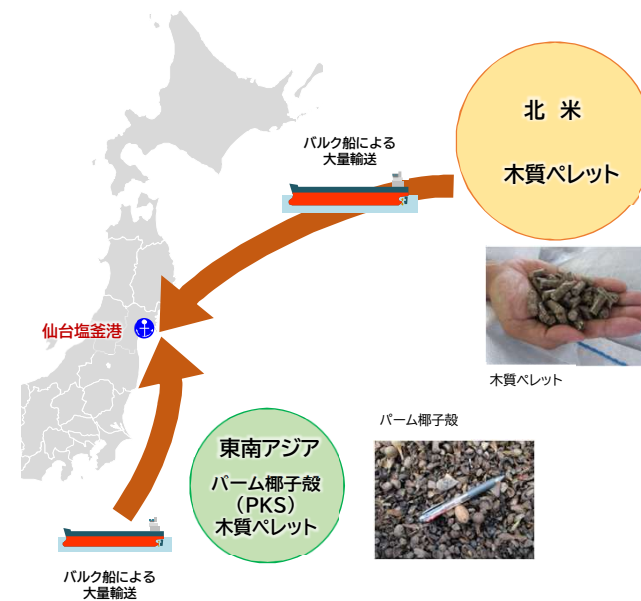 北 米
木質ペレット
バルク船による
大量輸送
仙台塩釜港
木質ペレット
パーム椰子殻
東南アジア
パーム椰子殻
（PKS）
木質ペレット
バルク船による
大量輸送